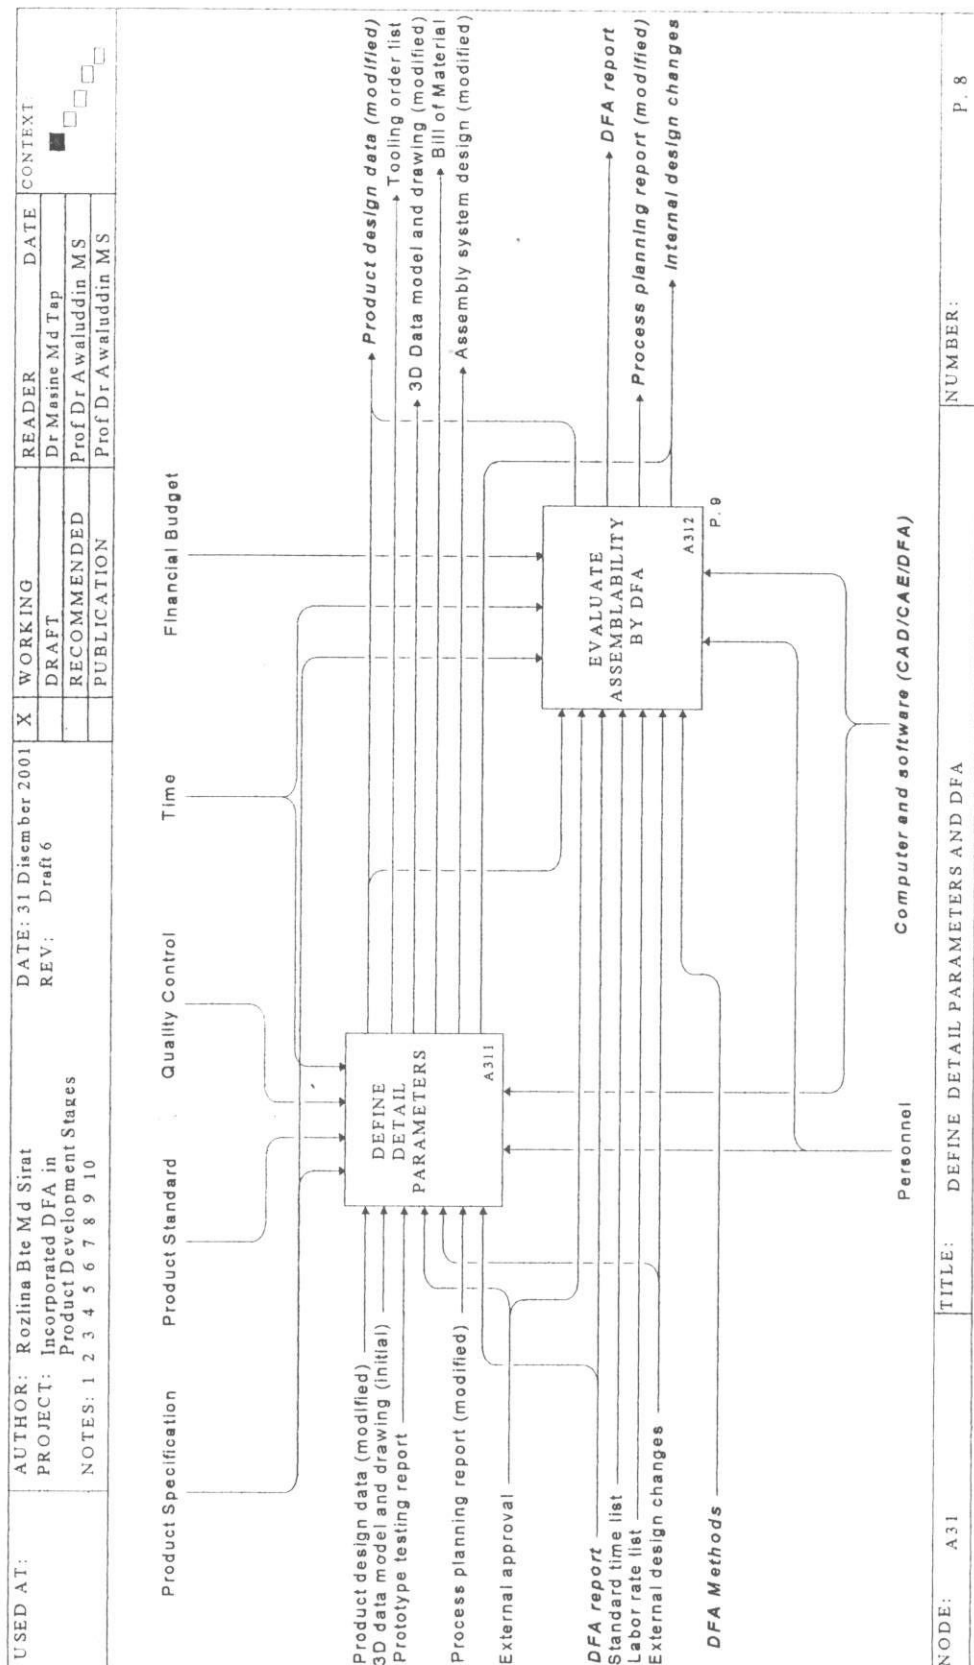 USED AT:
AUTHOR: Rozlina Bte Md Sirat
PROJECT: Incorporated DFA in
Product Development Stages
NOTES: 1 2 3 4 5 6 7 8 9 10
DATE: 31 Disember 2001
REV: Draft 6
X WORKING
DRAFT
RECOMMENDED
PUBLICATION
READER DATE
Dr Masine Md Tap
Prof Dr Awaluddin MS
Prof Dr Awaluddin MS
CONTEXT:
Product Specification
Product Standard
Quality Control
Time
Financial Budget
Product design data (modified)
3D data model and drawing (initial)
Prototype testing report
Process planning report (modified)
External approval
DFA report
Standard time list
Labor rate list
External design changes
DFA Methods
DEFINE
DETAIL
PARAMETERS
A311
EVALUATE
ASSEMBLABILITY
BY DFA
A312
P. 9
Product design data (modified)
Tooling order list
3D Data model and drawing (modified)
Bill of Material
Assembly system design (modified)
DFA report
Process planning report (modified)
Internal design changes
Personnel
Computer and software (CAD/CAE/DFA)
NODE: A31
TITLE: DEFINE DETAIL PARAMETERS AND DFA
NUMBER:
P. 8